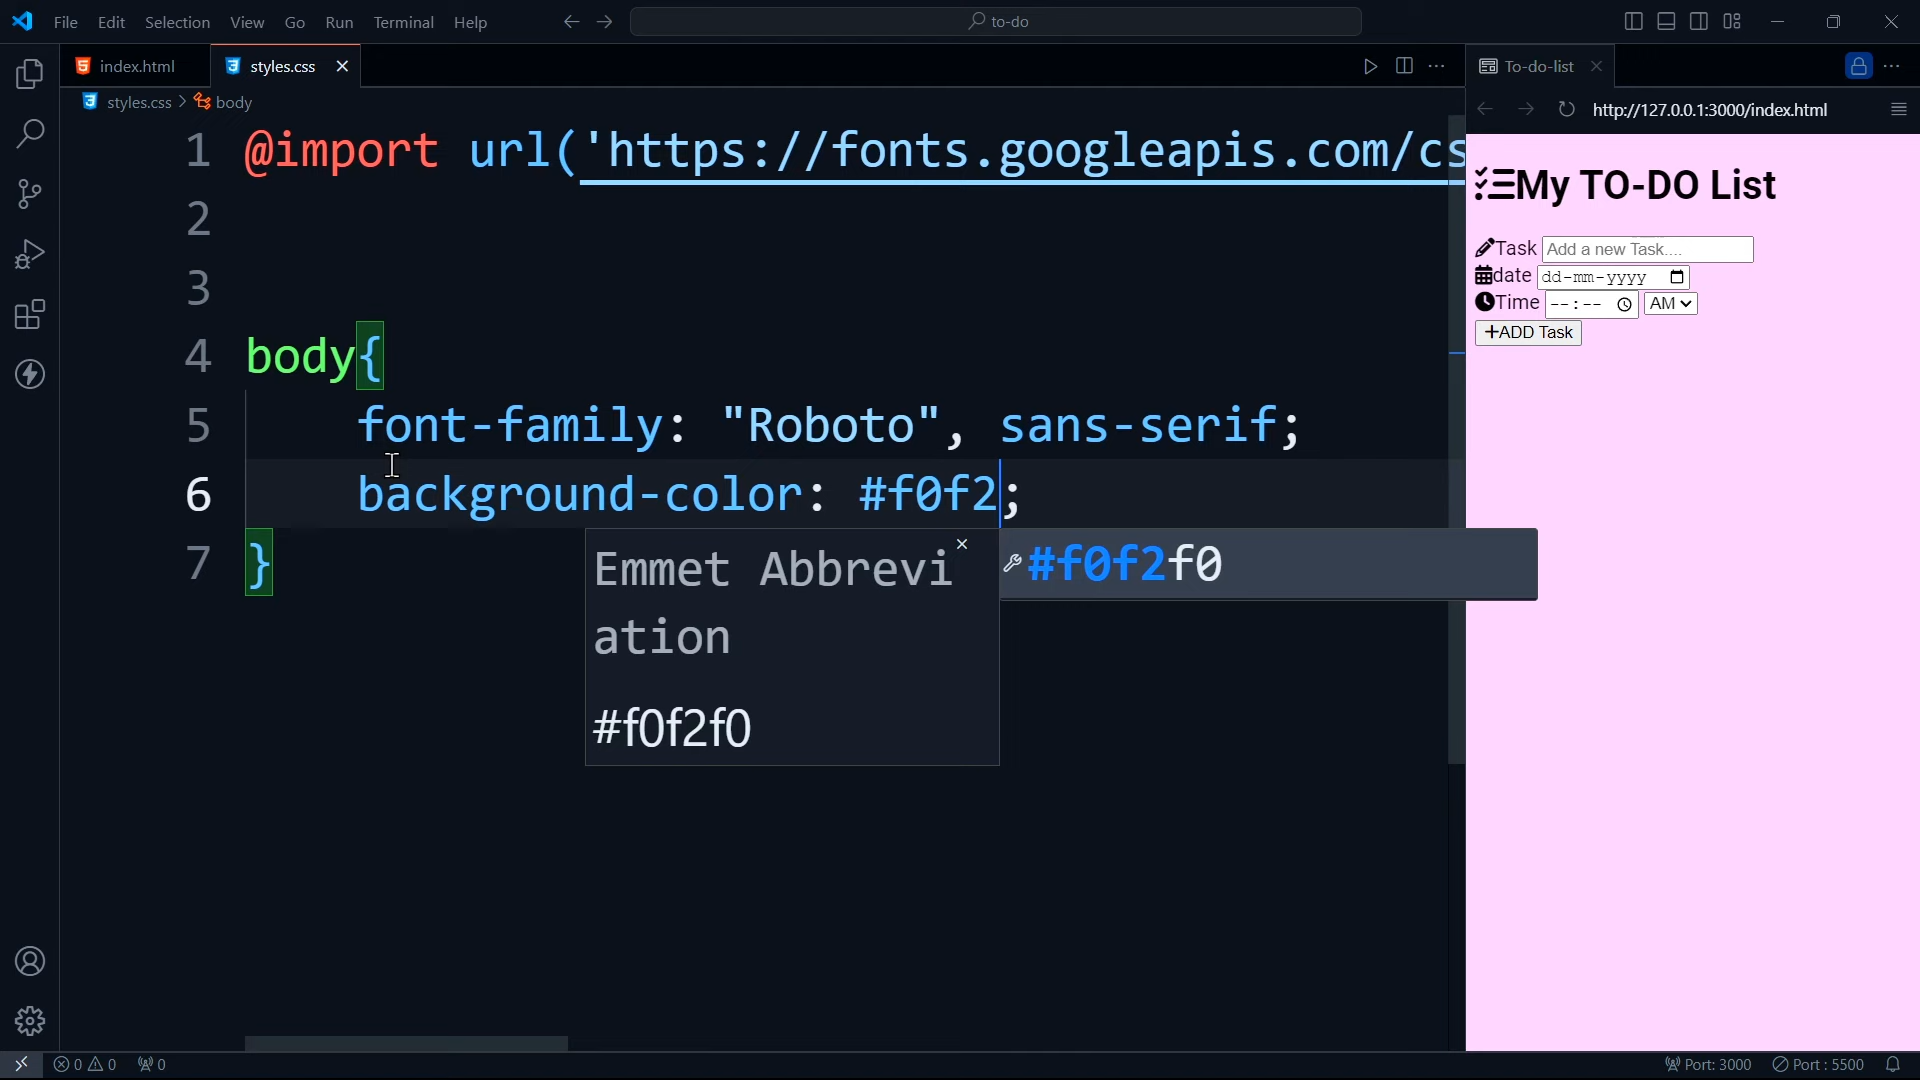 File Edit Selection View Go Run Terminal Help
to-do
index.html
styles.css
To-do-list
styles.css > body
http://127.0.0.1:3000/index.html
1 @import url('https://fonts.googleapis.com/cs
2
3
4 body{
5 font-family: "Roboto", sans-serif;
6 background-color: #f0f2;
7 }
Emmet Abbrevi
ation
#f0f2f0
#f0f2f0
My TO-DO List
Task Add a new Task....
date dd-mm-yyyy
Time --:-- AM
+ADD Task
0 0 0
Port: 3000 Port : 5500